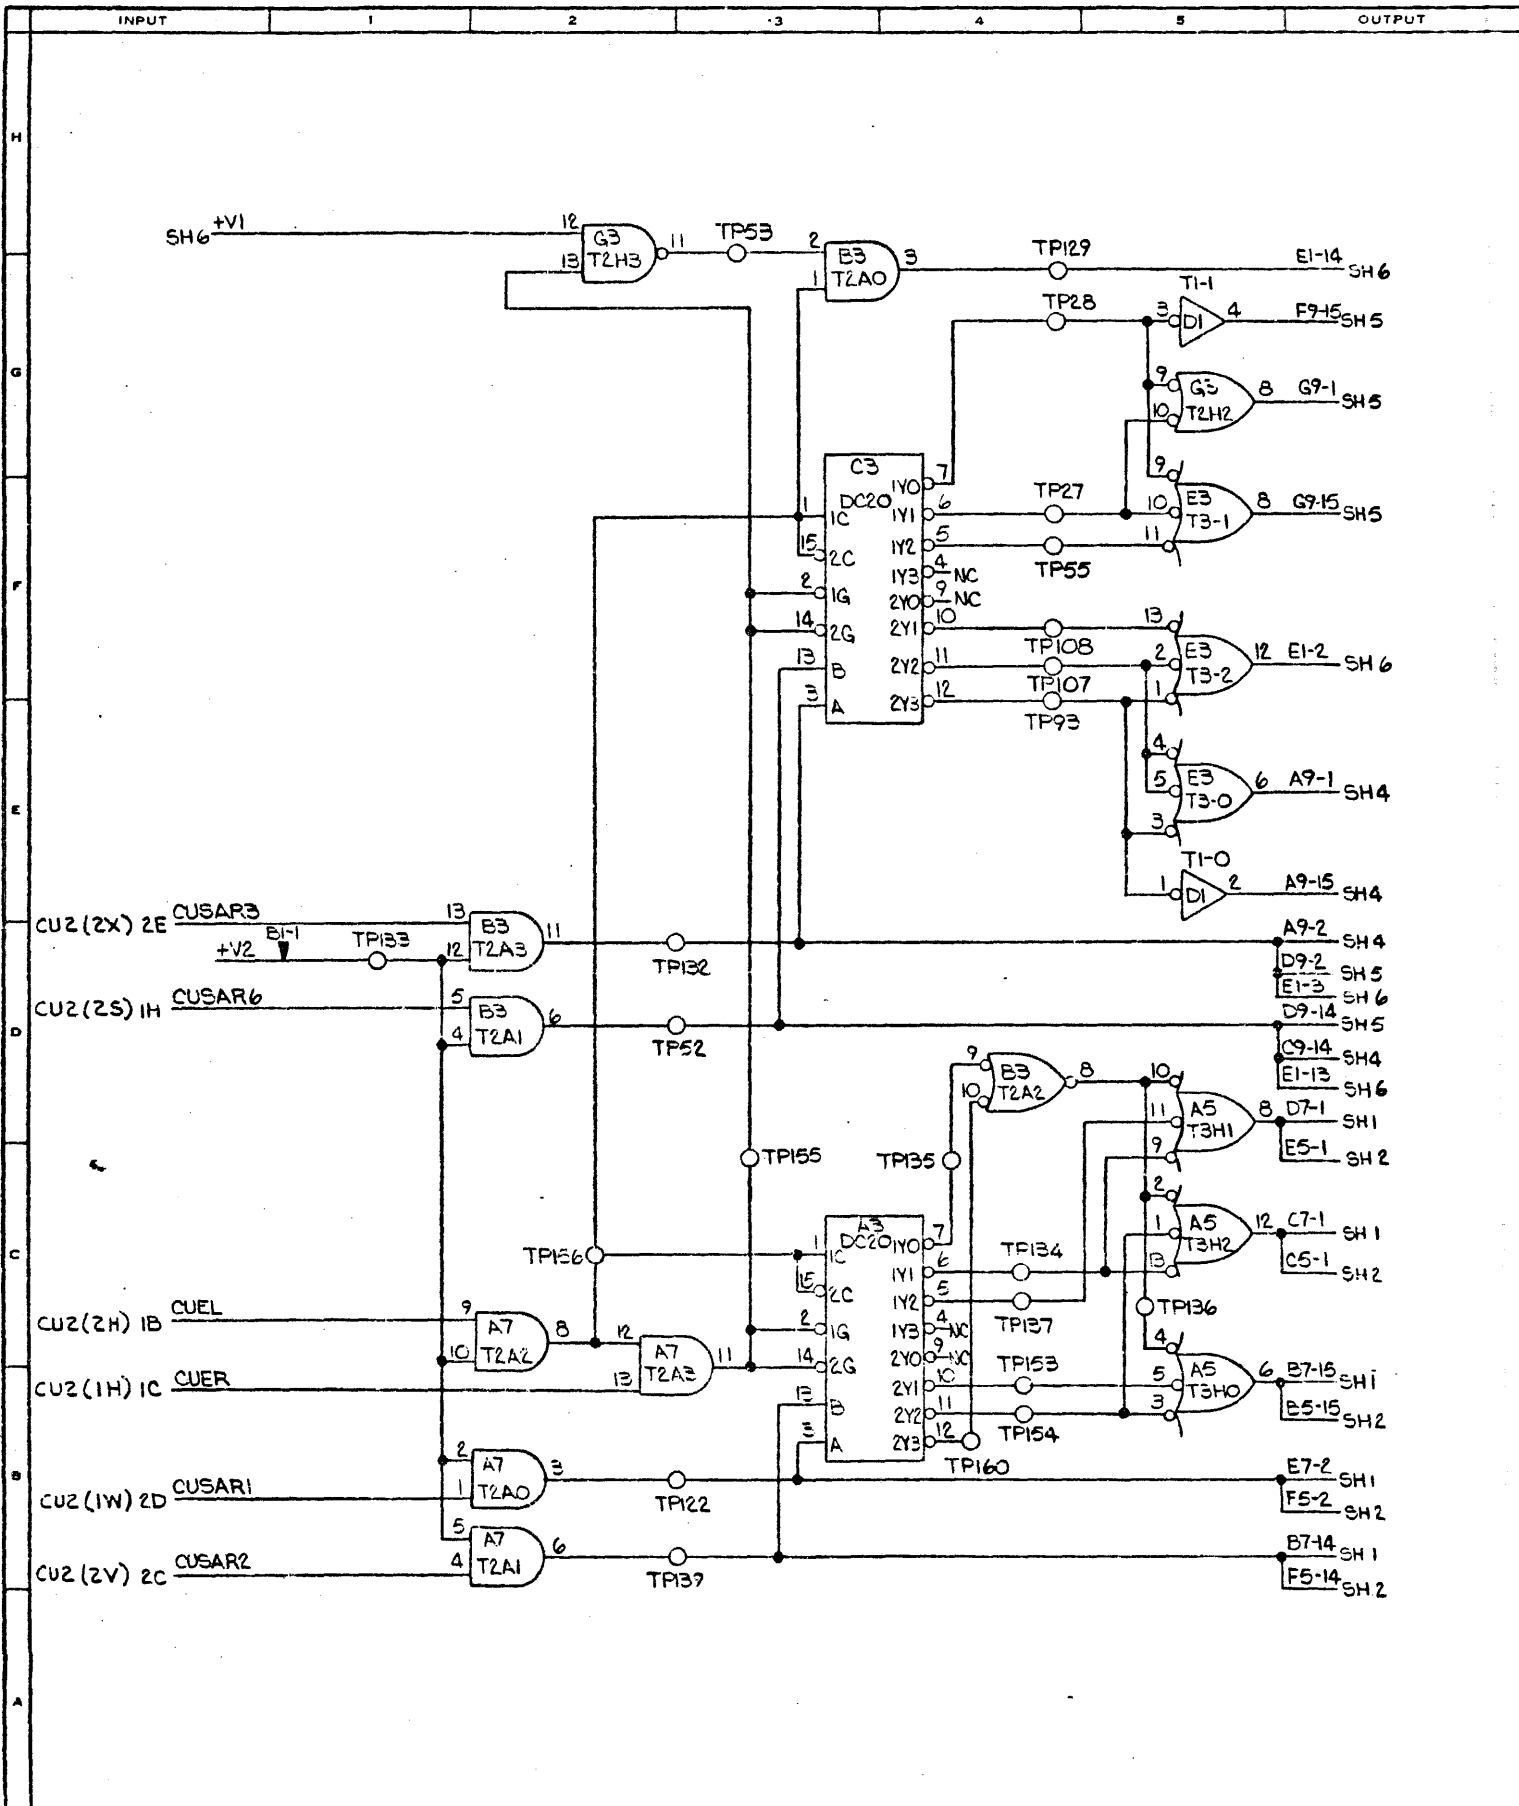 INPUT 1 2 3 4 5 OUTPUT
H
SH6 +V1 12 G3 11 TP53 2 B3 3 TP129 E1-14 SH6
13 T2H3 1 T2A0
T1-1
TP28 3 D1 4 F9-15 SH5
G
9 G3 8 G9-1 SH5
10 T2H2
C3
DC20
1YO 7 9
1 1C 1Y1 6 TP27 10 E3 8 G9-15 SH5
T3-1
15 2C 1Y2 5 TP55 11
F
1Y3 4 NC
2 1G 2YO 9 NC
14 2G 2Y1 10 TP108 13
13 B 2Y2 11 TP107 2 E3 12 E1-2 SH6
T3-2
3 A 2Y3 12 TP93 1
4
5 E3 6 A9-1 SH4
T3-0
3
E
T1-0
1 D1 2 A9-15 SH4
CU2(2X) 2E CUSAR3 13 B3 11 TP132 A9-2 SH4
+V2 B1-1 TP133 12 T2A3
D9-2 SH5
E1-3 SH6
CU2(2S) 1H CUSAR6 5 B3 6 TP52 D9-14 SH5
4 T2A1
C9-14 SH4
E1-13 SH6
D
9 B3 8 10
10 T2A2
11 A5 8 D7-1 SH1
T3H1
9 E5-1 SH2
TP155 TP135
2
1 A5 12 C7-1 SH1
T3H2
13 C5-1 SH2
C
A3
DC20
TP156 1 1C 1YO 7
1Y1 6 TP134
15 2C 1Y2 5 TP137 TP136
CU2(2H) 1B CUEL 9 A7 8 12 A7 11
10 T2A2 13 T2A3
2 1G 1Y3 4 NC 4
14 2G 2YO 9 NC
CU2(1H) 1C CUER
2Y1 10 TP153 5 A5 6 B7-15 SH1
T3H0
13 B 2Y2 11 TP154 3 B5-15 SH2
3 A 2Y3 12 TP160
B
2 A7 3 TP122 E7-2 SH1
CU2(1W) 2D CUSAR1 1 T2A0 F5-2 SH2
5 A7 6 TP139 B7-14 SH1
CU2(2V) 2C CUSAR2 4 T2A1 F5-14 SH2
A